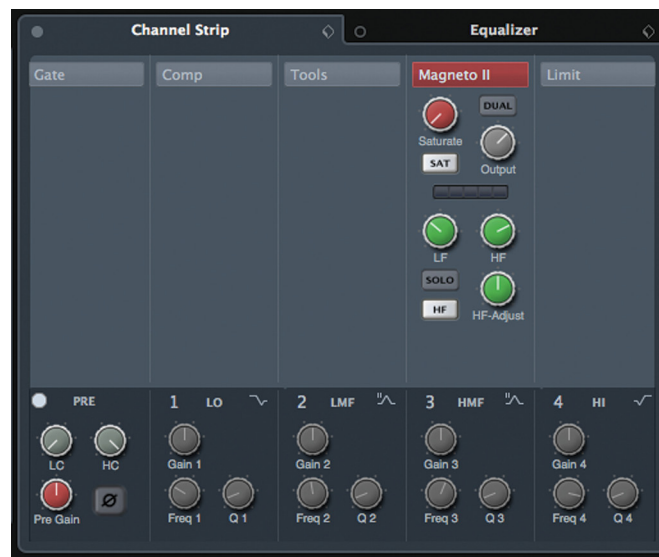 Channel Strip Equalizer
Gate Comp Tools Magneto II Limit
DUAL
Saturate
SAT Output
LF HF
SOLO
HF HF-Adjust
PRE 1 LO 2 LMF 3 HMF 4 HI
LC HC Gain 1 Gain 2 Gain 3 Gain 4
Pre Gain Ø Freq 1 Q 1 Freq 2 Q 2 Freq 3 Q 3 Freq 4 Q 4